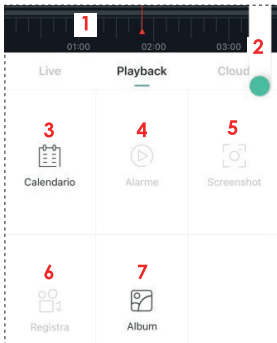 1
01:00 02:00 03:00
2
Live Playback Cloud
3 4 5
Calendario Alarme Screenshot
6 7
Registra Album